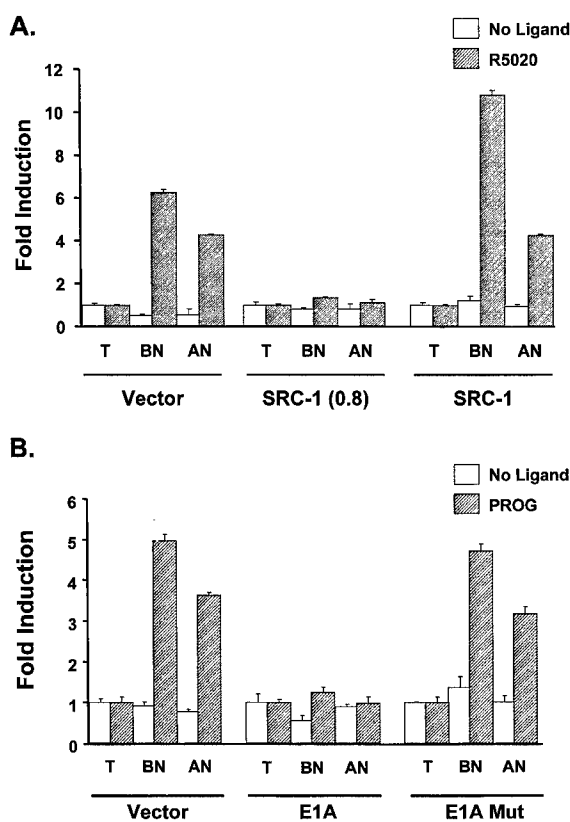 A.
No Ligand
R5020
Fold Induction
12
10
8
6
4
2
0
T BN AN T BN AN T BN AN
Vector SRC-1 (0.8) SRC-1
B.
No Ligand
PROG
Fold Induction
6
5
4
3
2
1
0
T BN AN T BN AN T BN AN
Vector E1A E1A Mut